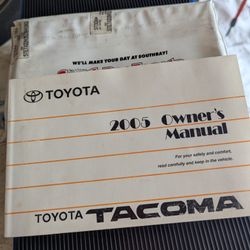 WE'LL MAKE YOUR DAY AT SOUTHBAY!
TOYOTA
2005 Owner's
Manual
For your safety and comfort,
read carefully and keep in the vehicle.
TOYOTA TACOMA